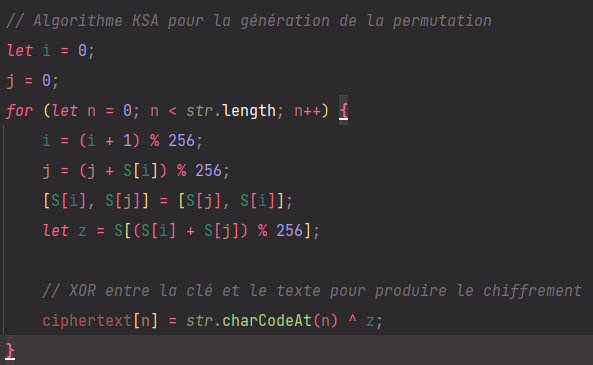 // Algorithme KSA pour la génération de la permutation
let i = 0;
j = 0;
for (let n = 0; n < str.length; n++) {
    i = (i + 1) % 256;
    j = (j + S[i]) % 256;
    [S[i], S[j]] = [S[j], S[i]];
    let z = S[(S[i] + S[j]) % 256];

    // XOR entre la clé et le texte pour produire le chiffrement
    ciphertext[n] = str.charCodeAt(n) ^ z;
}